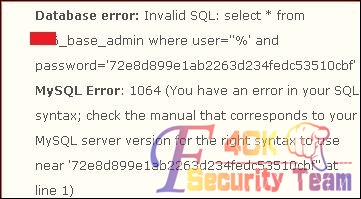 Database error: Invalid SQL: select * from
_base_admin where user=''%' and
password='72e8d899e1ab2263d234fedc53510cbf'
MySQL Error: 1064 (You have an error in your SQL
syntax; check the manual that corresponds to your
MySQL server version for the right syntax to use
near '72e8d899e1ab2263d234fedc53510cbf'' at
line 1)
F4CK
Security Team